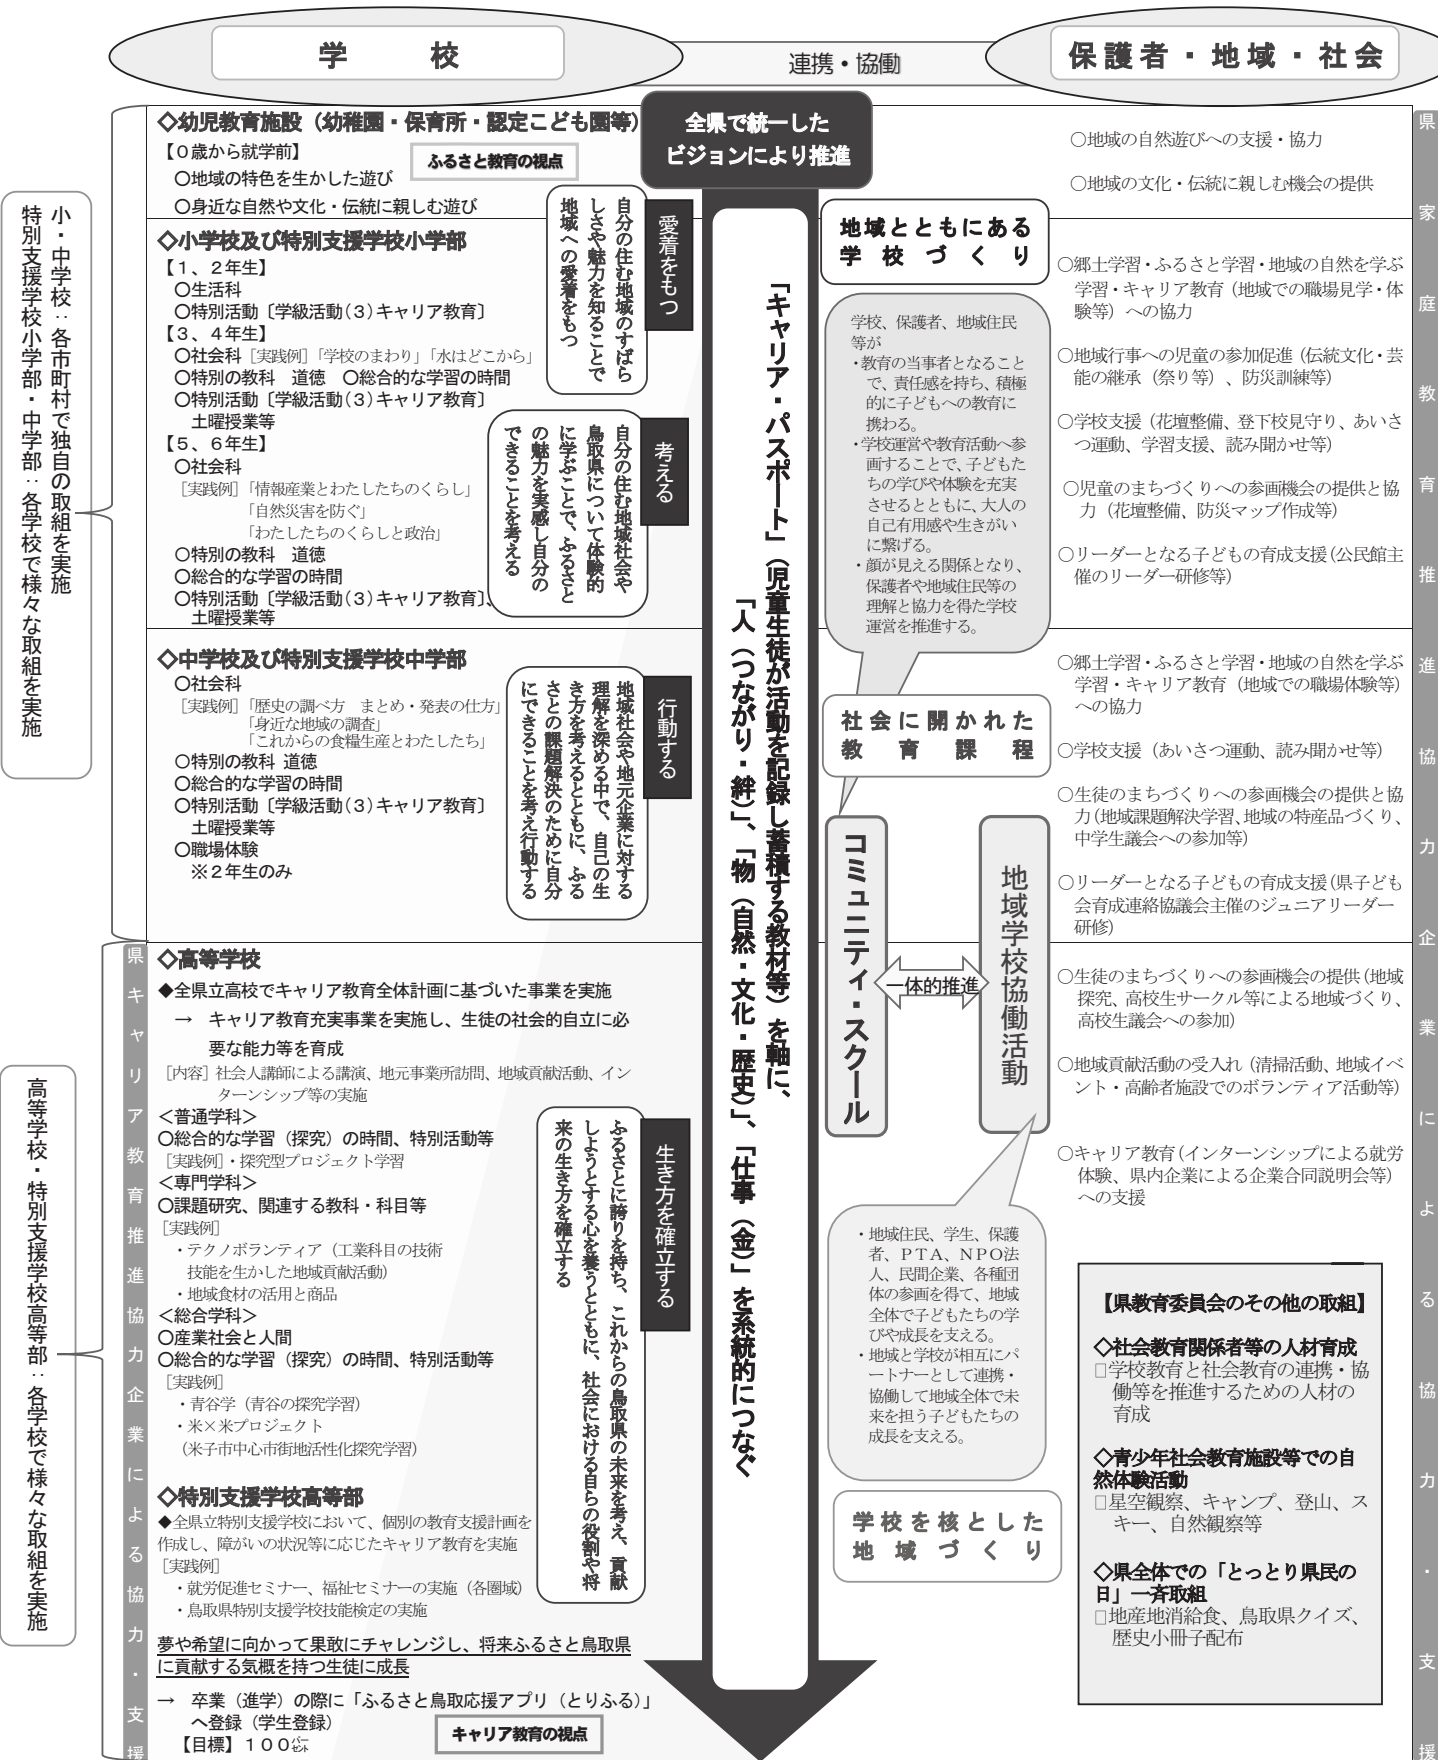 学校
連携・協働
保護者・地域・社会
全県で統一した
ビジョンにより推進
小・中学校：各市町村で独自の取組を実施
特別支援学校小学部・中学部：各学校で様々な取組を実施
◇幼児教育施設（幼稚園・保育所・認定こども園等）
【０歳から就学前】
ふるさと教育の視点
○地域の特色を生かした遊び
○身近な自然や文化・伝統に親しむ遊び
◇小学校及び特別支援学校小学部
【１、２年生】
○生活科
○特別活動〔学級活動(３)キャリア教育〕
【３、４年生】
○社会科［実践例］「学校のまわり」「水はどこから」
○特別の教科　道徳　○総合的な学習の時間
○特別活動〔学級活動(３)キャリア教育〕
土曜授業等
【５、６年生】
○社会科
［実践例］「情報産業とわたしたちのくらし」
「自然災害を防ぐ」
「わたしたちのくらしと政治」
○特別の教科　道徳
○総合的な学習の時間
○特別活動〔学級活動(３)キャリア教育〕、
土曜授業等
愛着をもつ
自分の住む地域のすばら
しさや魅力を知ることで
地域への愛着をもつ
考える
自分の住む地域社会や
鳥取県について体験的
に学ぶことで、ふるさと
の魅力を実感し自分の
できることを考える
◇中学校及び特別支援学校中学部
○社会科
［実践例］「歴史の調べ方　まとめ・発表の仕方」
「身近な地域の調査」
「これからの食糧生産とわたしたち」
○特別の教科 道徳
○総合的な学習の時間
○特別活動〔学級活動(３)キャリア教育〕
土曜授業等
○職場体験
※２年生のみ
行動する
地域社会や地元企業に対する
理解を深める中で、自己の生
き方を考えるとともに、ふる
さとの課題解決のために自分
にできることを考え行動する
高等学校・特別支援学校高等部：各学校で様々な取組を実施
県キャリア教育推進協力企業による協力・支援
◇高等学校
◆全県立高校でキャリア教育全体計画に基づいた事業を実施
→　キャリア教育充実事業を実施し、生徒の社会的自立に必
要な能力等を育成
［内容］社会人講師による講演、地元事業所訪問、地域貢献活動、イン
ターンシップ等の実施
＜普通学科＞
○総合的な学習（探究）の時間、特別活動等
［実践例］・探究型プロジェクト学習
＜専門学科＞
○課題研究、関連する教科・科目等
［実践例］
・テクノボランティア（工業科目の技術
技能を生かした地域貢献活動）
・地域食材の活用と商品
＜総合学科＞
○産業社会と人間
○総合的な学習（探究）の時間、特別活動等
［実践例］
・青谷学（青谷の探究学習）
・米×米プロジェクト
（米子市中心市街地活性化探究学習）
◇特別支援学校高等部
◆全県立特別支援学校において、個別の教育支援計画を
作成し、障がいの状況等に応じたキャリア教育を実施
［実践例］
・就労促進セミナー、福祉セミナーの実施（各圏域）
・鳥取県特別支援学校技能検定の実施
夢や希望に向かって果敢にチャレンジし、将来ふるさと鳥取県
に貢献する気概を持つ生徒に成長
→　卒業（進学）の際に「ふるさと鳥取応援アプリ（とりふる）」
へ登録（学生登録）
【目標】１００㌫
キャリア教育の視点
生き方を確立する
ふるさとに誇りを持ち、これからの鳥取県の未来を考え、貢献
しようとする心を養うとともに、社会における自らの役割や将
来の生き方を確立する
「キャリア・パスポート」（児童生徒が活動を記録し蓄積する教材等）を軸に、
「人（つながり・絆）」、「物（自然・文化・歴史）」、「仕事（金）」を系統的につなぐ
地域とともにある
学校づくり
学校、保護者、地域住民
等が
・教育の当事者となること
で、責任感を持ち、積極
的に子どもへの教育に
携わる。
・学校運営や教育活動へ参
画することで、子どもた
ちの学びや体験を充実
させるとともに、大人の
自己有用感や生きがい
に繋げる。
・顔が見える関係となり、
保護者や地域住民等の
理解と協力を得た学校
運営を推進する。
社会に開かれた
教育課程
コミュニティ・スクール
一体的推進
地域学校協働活動
・地域住民、学生、保護
者、ＰＴＡ、ＮＰＯ法
人、民間企業、各種団
体の参画を得て、地域
全体で子どもたちの学
びや成長を支える。
・地域と学校が相互にパ
ートナーとして連携・
協働して地域全体で未
来を担う子どもたちの
成長を支える。
学校を核とした
地域づくり
○地域の自然遊びへの支援・協力
○地域の文化・伝統に親しむ機会の提供
○郷土学習・ふるさと学習・地域の自然を学ぶ
学習・キャリア教育（地域での職場見学・体
験等）への協力
○地域行事への児童の参加促進（伝統文化・芸
能の継承（祭り等）、防災訓練等）
○学校支援（花壇整備、登下校見守り、あいさ
つ運動、学習支援、読み聞かせ等）
○児童のまちづくりへの参画機会の提供と協
力（花壇整備、防災マップ作成等）
○リーダーとなる子どもの育成支援（公民館主
催のリーダー研修等）
○郷土学習・ふるさと学習・地域の自然を学ぶ
学習・キャリア教育（地域での職場体験等）
への協力
○学校支援（あいさつ運動、読み聞かせ等）
○生徒のまちづくりへの参画機会の提供と協
力（地域課題解決学習、地域の特産品づくり、
中学生議会への参加等）
○リーダーとなる子どもの育成支援（県子ども
会育成連絡協議会主催のジュニアリーダー
研修）
○生徒のまちづくりへの参画機会の提供（地域
探究、高校生サークル等による地域づくり、
高校生議会への参加）
○地域貢献活動の受入れ（清掃活動、地域イベ
ント・高齢者施設でのボランティア活動等）
○キャリア教育（インターンシップによる就労
体験、県内企業による企業合同説明会等）
への支援
【県教育委員会のその他の取組】
◇社会教育関係者等の人材育成
□学校教育と社会教育の連携・協
働等を推進するための人材の
育成
◇青少年社会教育施設等での自
然体験活動
□星空観察、キャンプ、登山、ス
キー、自然観察等
◇県全体での「とっとり県民の
日」一斉取組
□地産地消給食、鳥取県クイズ、
歴史小冊子配布
県家庭教育推進協力企業による協力・支援